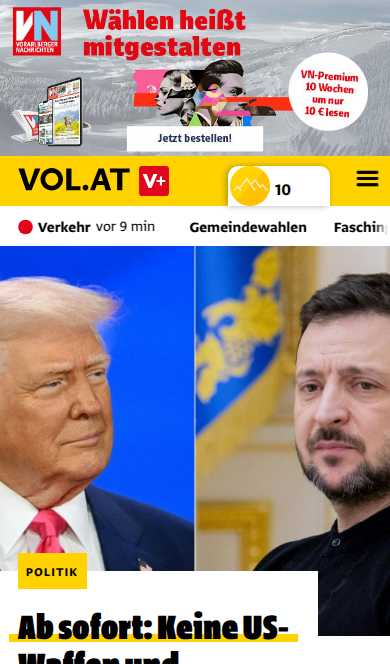 Wählen heißt
mitgestalten
VN
VORARLBERGER
NACHRICHTEN
VN-Premium
10 Wochen
um nur
10 € lesen
Jetzt bestellen!
VOL.AT V+
10
Verkehr vor 9 min Gemeindewahlen Fasching
POLITIK
Ab sofort: Keine US-
Waffen und